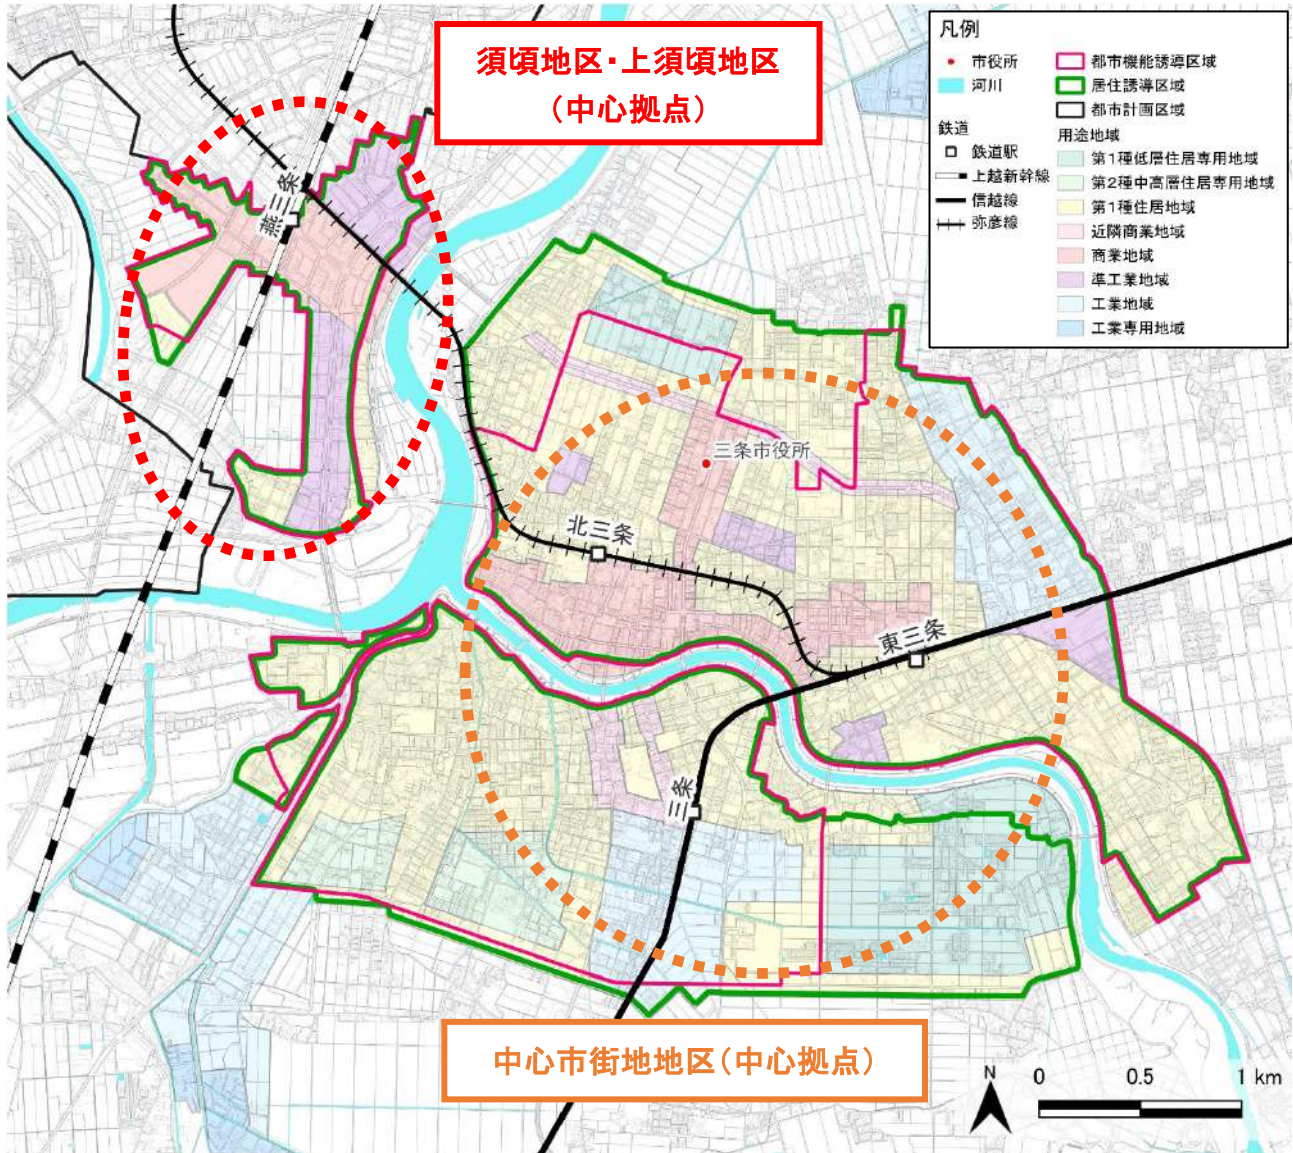 須頃地区・上須頃地区
（中心拠点）
凡例
市役所
河川
鉄道
鉄道駅
上越新幹線
信越線
弥彦線
都市機能誘導区域
居住誘導区域
都市計画区域
用途地域
第1種低層住居専用地域
第2種中高層住居専用地域
第1種住居地域
近隣商業地域
商業地域
準工業地域
工業地域
工業専用地域
燕三条
三条市役所
北三条
東三条
三条
中心市街地地区（中心拠点）
N
0 0.5 1 km